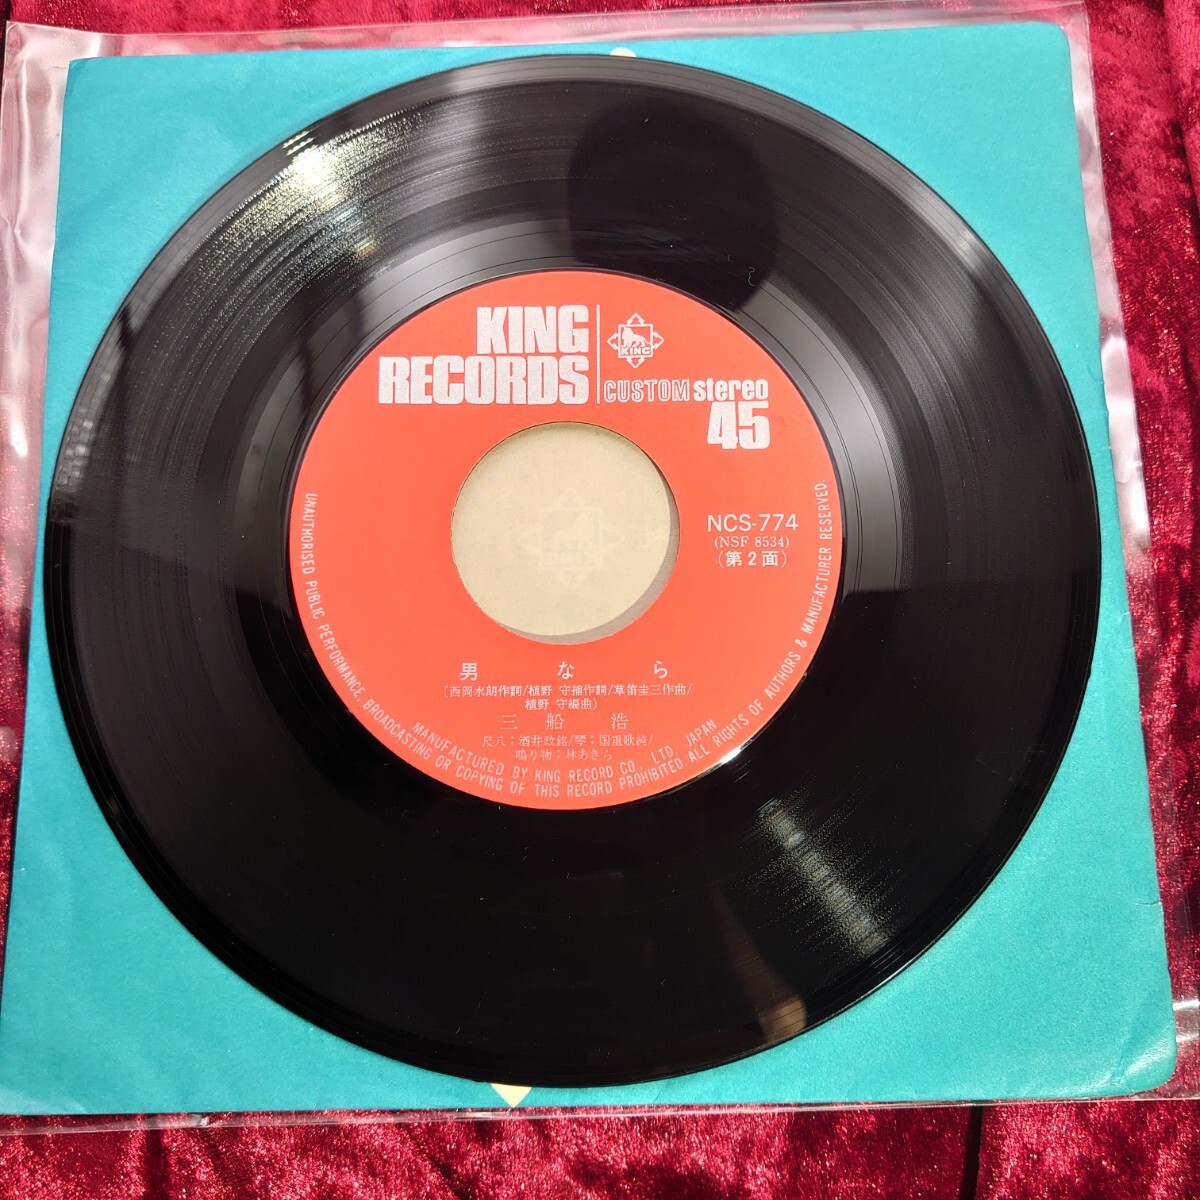 KING
RECORDS
KING
CUSTOM stereo
45
NCS-774
(NSF 8534)
(第2面)
男なら
(西岡水朗作詞/植野 守補作詞/草笛圭三作曲/
植野 守編曲)
三船 浩
尺八:酒井政銘/琴:国重歌純/
鳴り物:林あきら
MANUFACTURED BY KING RECORD CO., LTD. JAPAN
UNAUTHORISED PUBLIC PERFORMANCE, BROADCASTING OR COPYING OF THIS RECORD PROHIBITED ALL RIGHTS OF AUTHORS & MANUFACTURER RESERVED.